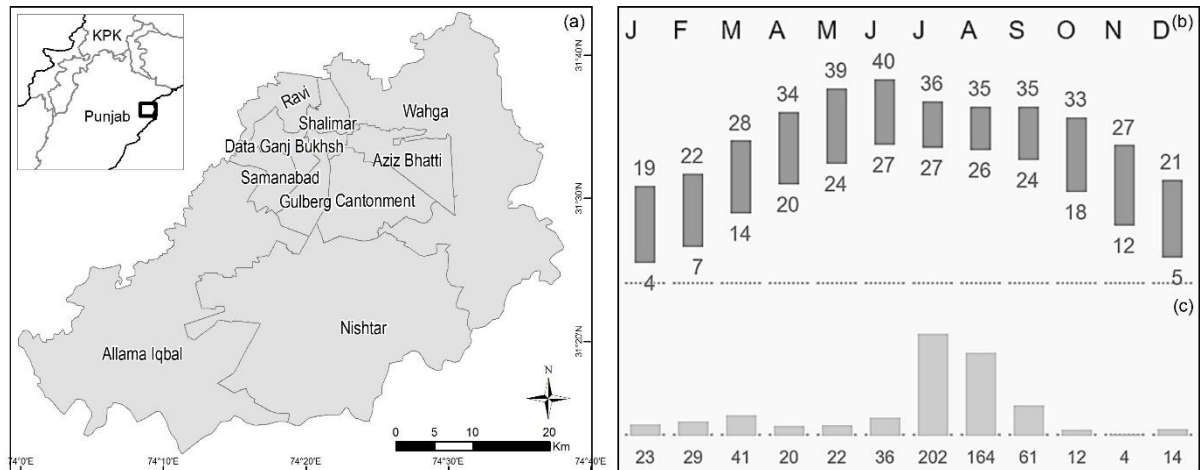 (a)
KPK
Punjab
Ravi
Wahga
Shalimar
Data Ganj Bukhsh
Aziz Bhatti
Samanabad
Gulberg Cantonment
Nishtar
Allama Iqbal
N
0 5 10 20
Km
74°0'E 74°10'E 74°20'E 74°30'E 74°40'E
31°40'N
31°30'N
31°20'N
(b)
J F M A M J J A S O N D
19 22 28 34 39 40 36 35 35 33 27 21
4 7 14 20 24 27 27 26 24 18 12 5
(c)
23 29 41 20 22 36 202 164 61 12 4 14